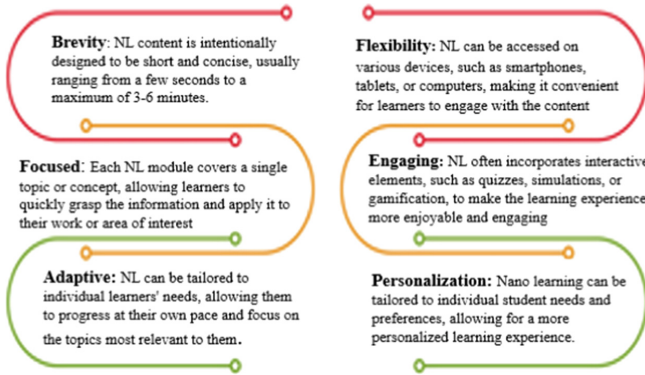 Brevity: NL content is intentionally
designed to be short and concise, usually
ranging from a few seconds to a
maximum of 3-6 minutes.
Focused: Each NL module covers a single
topic or concept, allowing learners to
quickly grasp the information and apply it to
their work or area of interest
Adaptive: NL can be tailored to
individual learners' needs, allowing them
to progress at their own pace and focus on
the topics most relevant to them.
Flexibility: NL can be accessed on
various devices, such as smartphones,
tablets, or computers, making it convenient
for learners to engage with the content
Engaging: NL often incorporates interactive
elements, such as quizzes, simulations, or
gamification, to make the learning experience
more enjoyable and engaging
Personalization: Nano learning can be
tailored to individual student needs and
preferences, allowing for a more
personalized learning experience.